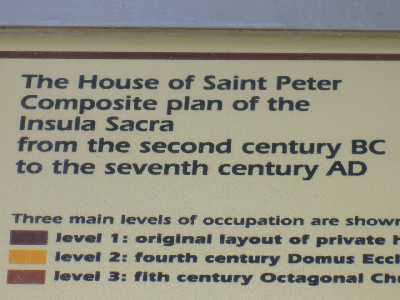 The House of Saint Peter
Composite plan of the
Insula Sacra
from the second century BC
to the seventh century AD
Three main levels of occupation are shown
level 1: original layout of private h
level 2: fourth century Domus Eccl
level 3: fith century Octagonal Chu